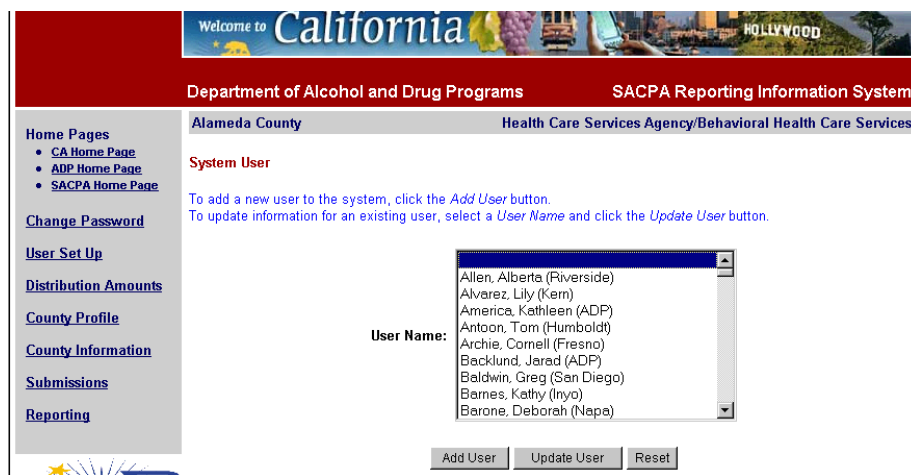 Welcome to California
HOLLYWOOD
Department of Alcohol and Drug Programs SACPA Reporting Information System
Alameda County Health Care Services Agency/Behavioral Health Care Services
Home Pages
CA Home Page
ADP Home Page
SACPA Home Page
Change Password
User Set Up
Distribution Amounts
County Profile
County Information
Submissions
Reporting
System User
To add a new user to the system, click the Add User button.
To update information for an existing user, select a User Name and click the Update User button.
User Name:
Allen, Alberta (Riverside)
Alvarez, Lily (Kern)
America, Kathleen (ADP)
Antoon, Tom (Humboldt)
Archie, Cornell (Fresno)
Backlund, Jarad (ADP)
Baldwin, Greg (San Diego)
Barnes, Kathy (Inyo)
Barone, Deborah (Napa)
Add User Update User Reset